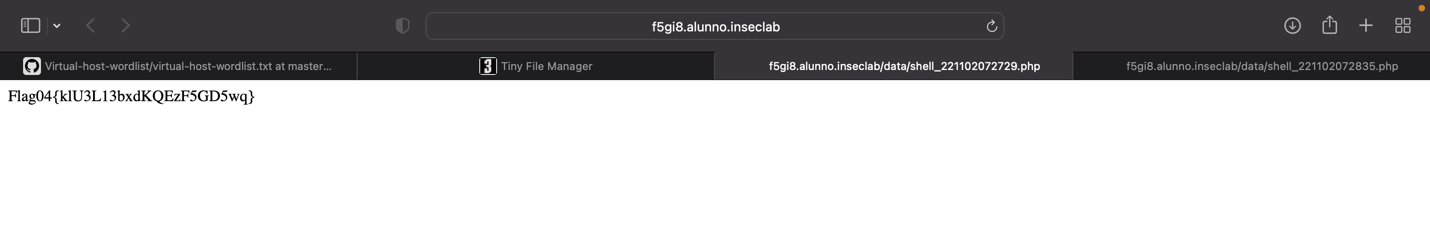 f5gi8.alunno.inseclab
Virtual-host-wordlist/virtual-host-wordlist.txt at master...
Tiny File Manager
f5gi8.alunno.inseclab/data/shell_221102072729.php
f5gi8.alunno.inseclab/data/shell_221102072835.php
Flag04{klU3L13bxdKQEzF5GD5wq}